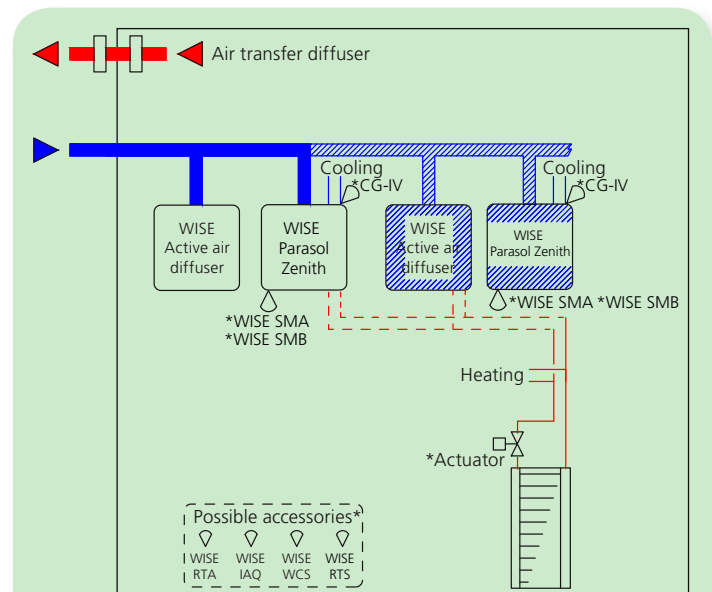 Air transfer diffuser
Cooling
*CG-IV
Cooling
*CG-IV
WISE
Active air
diffuser
WISE
Parasol
Zenith
WISE
Active air
diffuser
WISE
Parasol Zenith
*WISE SMA
*WISE SMB
*WISE SMA *WISE SMB
Heating
*Actuator
Possible accessories*
WISE
RTA
WISE
IAQ
WISE
WCS
WISE
RTS